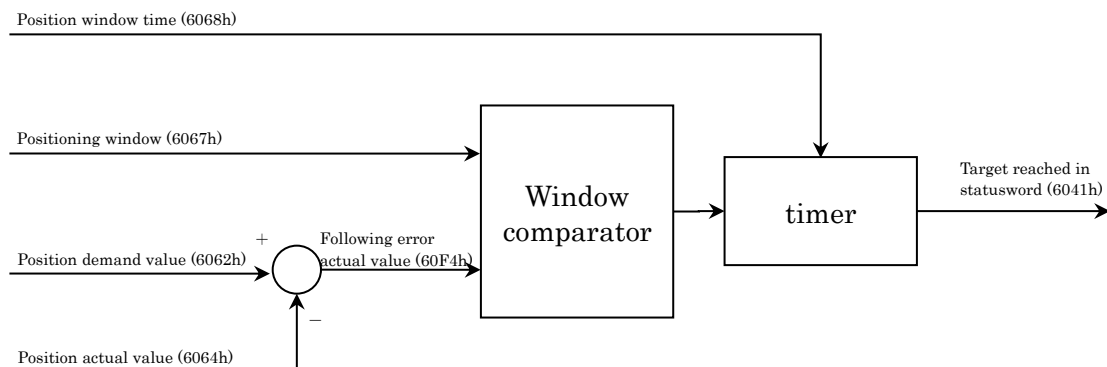 Position window time (6068h)
Positioning window (6067h)
Window
comparator
timer
Target reached in
statusword (6041h)
+
Following error
actual value (60F4h)
Position demand value (6062h)
−
Position actual value (6064h)